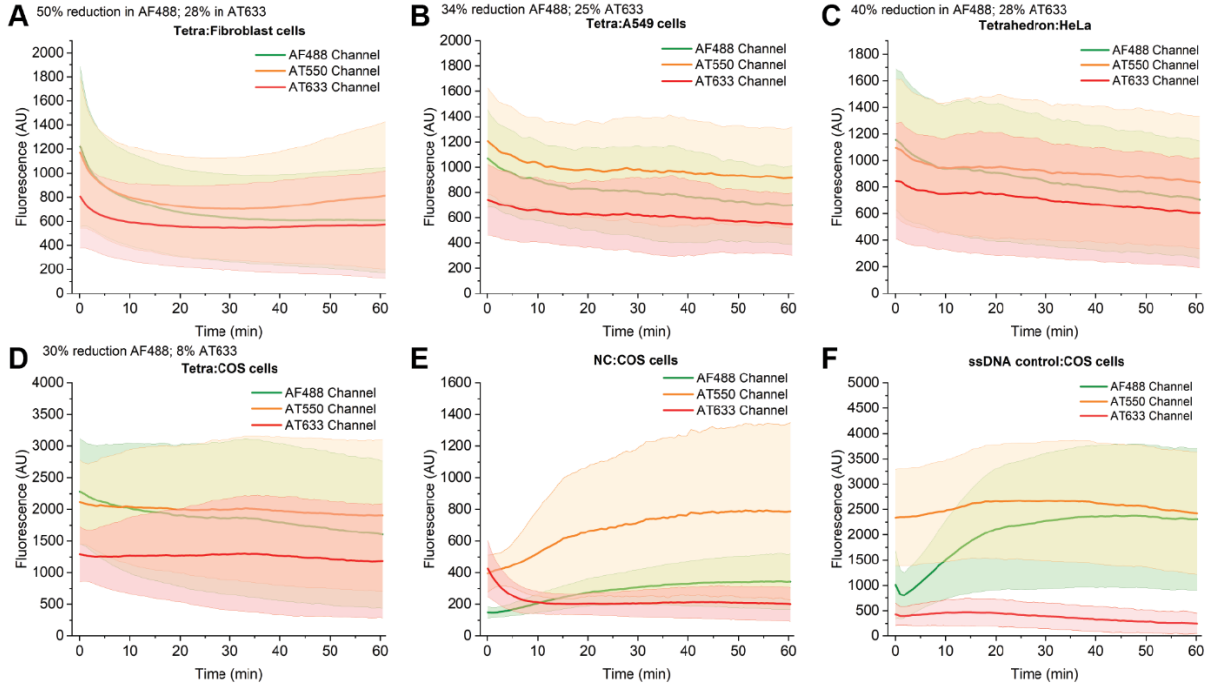 A
50% reduction in AF488; 28% in AT633
Tetra:Fibroblast cells
AF488 Channel
AT550 Channel
AT633 Channel
Fluorescence (AU)
2000
1800
1600
1400
1200
1000
800
600
400
200
0
0 10 20 30 40 50 60
Time (min)
B
34% reduction AF488; 25% AT633
Tetra:A549 cells
AF488 Channel
AT550 Channel
AT633 Channel
Fluorescence (AU)
2000
1800
1600
1400
1200
1000
800
600
400
200
0
0 10 20 30 40 50 60
Time (min)
C
40% reduction in AF488; 28% AT633
Tetrahedron:HeLa
AF488 Channel
AT550 Channel
AT633 Channel
Fluorescence (AU)
1800
1600
1400
1200
1000
800
600
400
200
0
0 10 20 30 40 50 60
Time (min)
D
30% reduction AF488; 8% AT633
Tetra:COS cells
AF488 Channel
AT550 Channel
AT633 Channel
Fluorescence (AU)
4000
3500
3000
2500
2000
1500
1000
500
0
0 10 20 30 40 50 60
Time (min)
E
NC:COS cells
AF488 Channel
AT550 Channel
AT633 Channel
Fluorescence (AU)
1600
1400
1200
1000
800
600
400
200
0
0 10 20 30 40 50 60
Time (min)
F
ssDNA control:COS cells
AF488 Channel
AT550 Channel
AT633 Channel
Fluorescence (AU)
5000
4500
4000
3500
3000
2500
2000
1500
1000
500
0
0 10 20 30 40 50 60
Time (min)